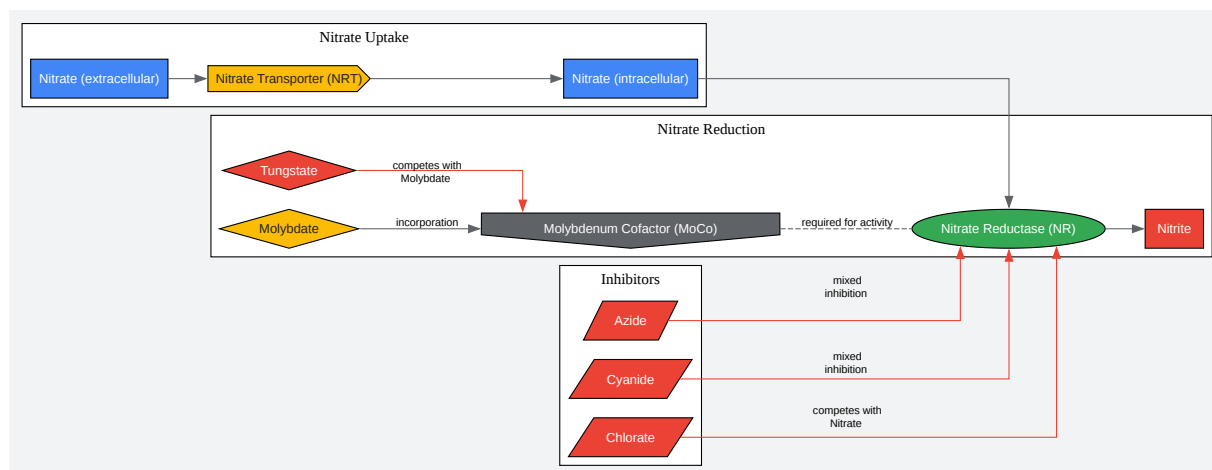 Nitrate Uptake
Nitrate (extracellular)
Nitrate Transporter (NRT)
Nitrate (intracellular)
Nitrate Reduction
Tungstate
competes with
Molybdate
Molybdate
incorporation
Molybdenum Cofactor (MoCo)
required for activity
Nitrate Reductase (NR)
Nitrite
Inhibitors
Azide
mixed
inhibition
Cyanide
mixed
inhibition
Chlorate
competes with
Nitrate